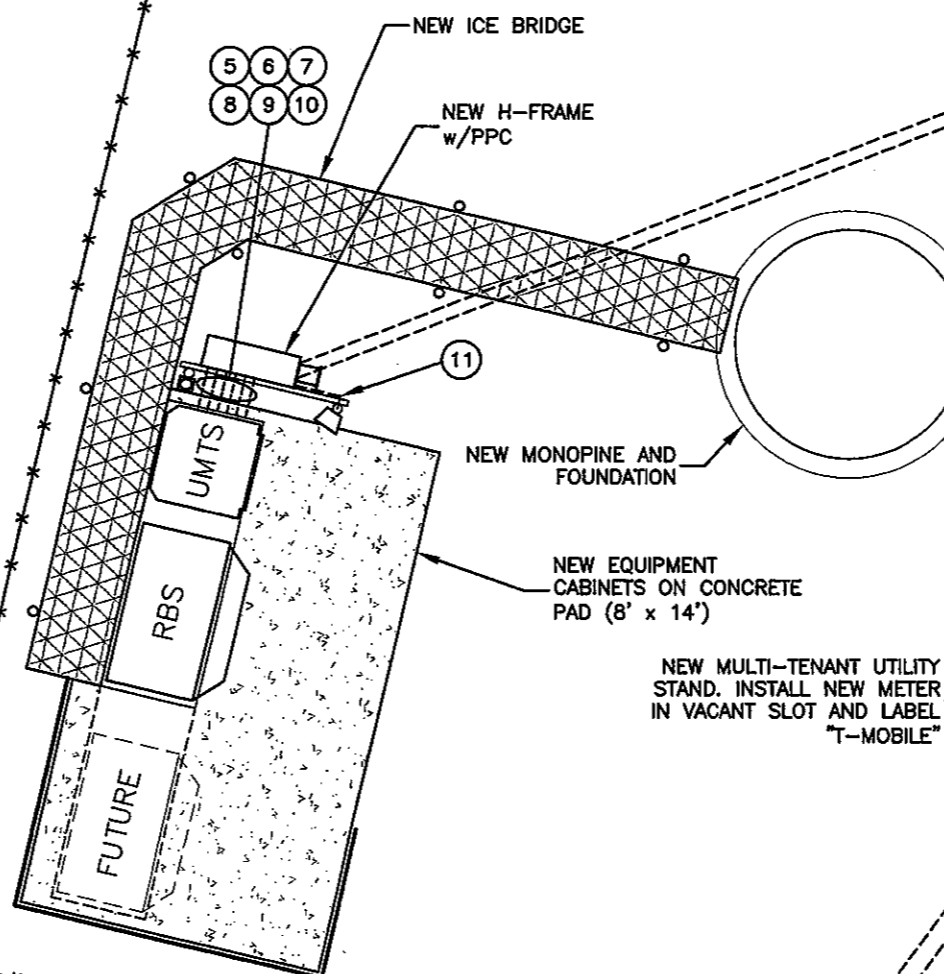 NEW ICE BRIDGE
5 6 7
8 9 10
NEW H-FRAME
w/PPC
11
NEW MONOPINE AND
FOUNDATION
UMTS
RBS
FUTURE
NEW EQUIPMENT
CABINETS ON CONCRETE
PAD (8' x 14')
NEW MULTI-TENANT UTILITY
STAND. INSTALL NEW METER
IN VACANT SLOT AND LABEL
"T-MOBILE"